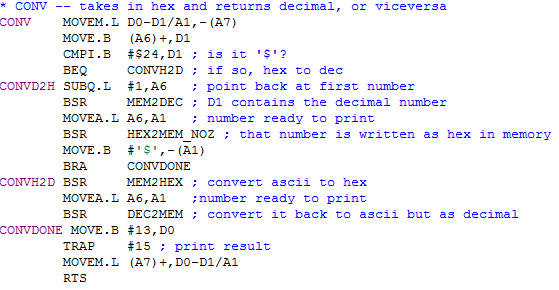 * CONV -- takes in hex and returns decimal, or viceversa
CONV MOVEM.L D0-D1/A1,-(A7)
MOVE.B (A6)+,D1
CMPI.B #$24,D1 ; is it '$'?
BEQ CONVH2D ; if so, hex to dec
CONVD2H SUBQ.L #1,A6 ; point back at first number
BSR MEM2DEC ; D1 contains the decimal number
MOVEA.L A6,A1 ; number ready to print
BSR HEX2MEM_NOZ ; that number is written as hex in memory
MOVE.B #'$',-(A1)
BRA CONVDONE
CONVH2D BSR MEM2HEX ; convert ascii to hex
MOVEA.L A6,A1 ;number ready to print
BSR DEC2MEM ; convert it back to ascii but as decimal
CONVDONE MOVE.B #13,D0
TRAP #15 ; print result
MOVEM.L (A7)+,D0-D1/A1
RTS